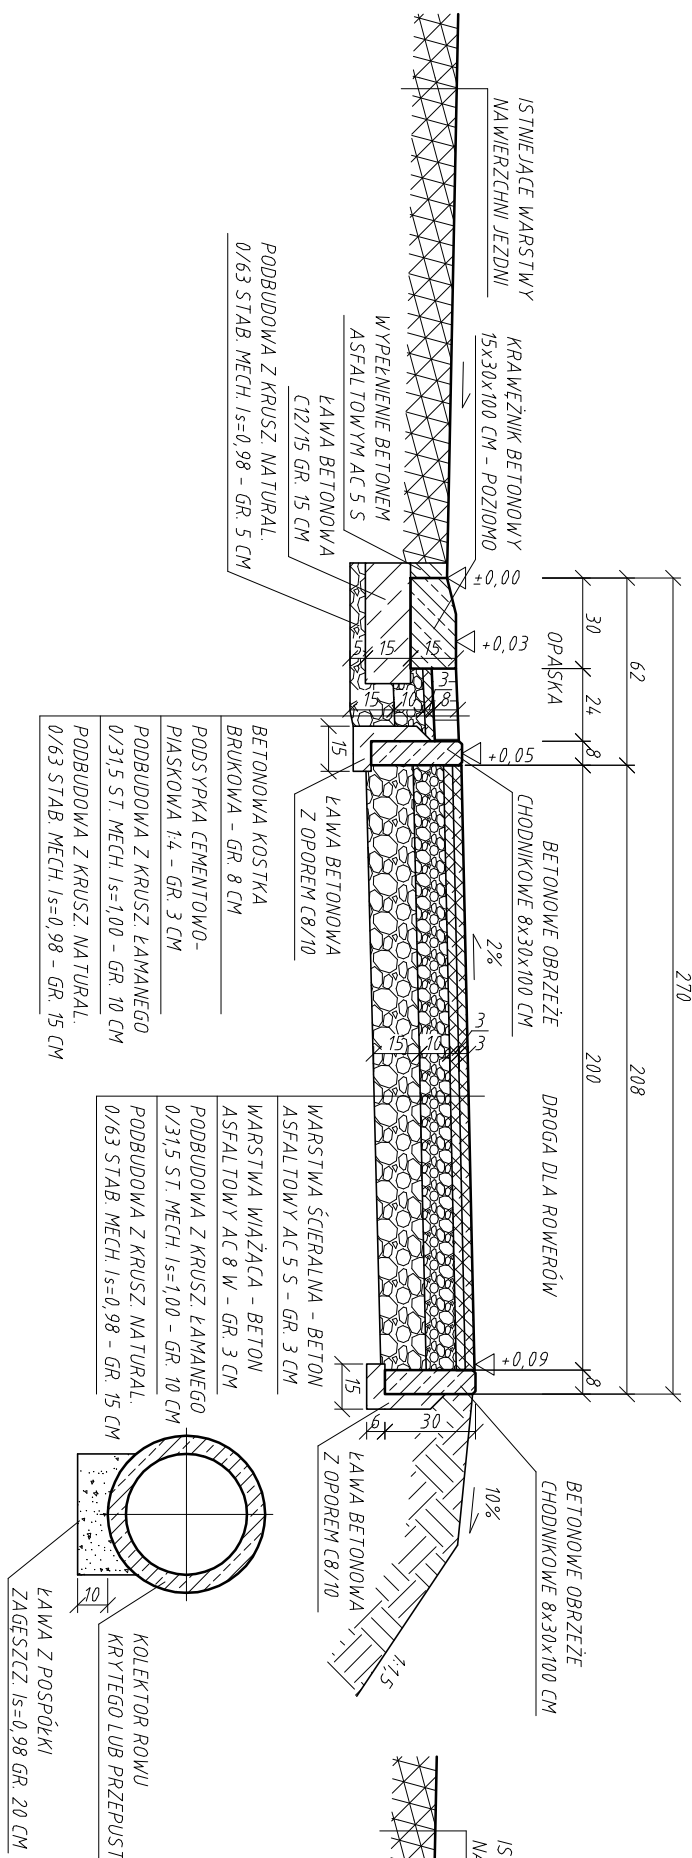 ISTNIEJĄCE WARSTWY
NAWIERZCHNI JEZDNI
KRAWĘŻNIK BETONOWY
15x30x100 CM - POZIOMO
WYPEŁNIENIE BETONEM
ASFALTOWYM AC 5 S
ŁAWA BETONOWA
C12/15 GR. 15 CM
PODBUDOWA Z KRUSZ. NATURAL.
0/63 STAB. MECH. Is=0,98 - GR. 5 CM
270
62
208
30
24
8
200
8
OPASKA
DROGA DLA ROWERÓW
±0,00
+0,03
+0,05
+0,09
BETONOWE OBRZEŻE
CHODNIKOWE 8x30x100 CM
BETONOWE OBRZEŻE
CHODNIKOWE 8x30x100 CM
2%
10%
1:1,5
15
15
5
3
8
10
15
15
3
3
10
15
15
30
6
ŁAWA BETONOWA
Z OPOREM C8/10
ŁAWA BETONOWA
Z OPOREM C8/10
BETONOWA KOSTKA
BRUKOWA - GR. 8 CM
PODSYPKA CEMENTOWO-
PIASKOWA 1:4 - GR. 3 CM
PODBUDOWA Z KRUSZ. ŁAMANEGO
0/31,5 ST. MECH. Is=1,00 - GR. 10 CM
PODBUDOWA Z KRUSZ. NATURAL.
0/63 STAB. MECH. Is=0,98 - GR. 15 CM
WARSTWA ŚCIERALNA - BETON
ASFALTOWY AC 5 S - GR. 3 CM
WARSTWA WIĄŻĄCA - BETON
ASFALTOWY AC 8 W - GR. 3 CM
PODBUDOWA Z KRUSZ. ŁAMANEGO
0/31,5 ST. MECH. Is=1,00 - GR. 10 CM
PODBUDOWA Z KRUSZ. NATURAL.
0/63 STAB. MECH. Is=0,98 - GR. 15 CM
10
KOLEKTOR ROWU
KRYTEGO LUB PRZEPUST
ŁAWA Z POSPÓŁKI
ZAGĘSZCZ. Is=0,98 GR. 20 CM
IS
NA